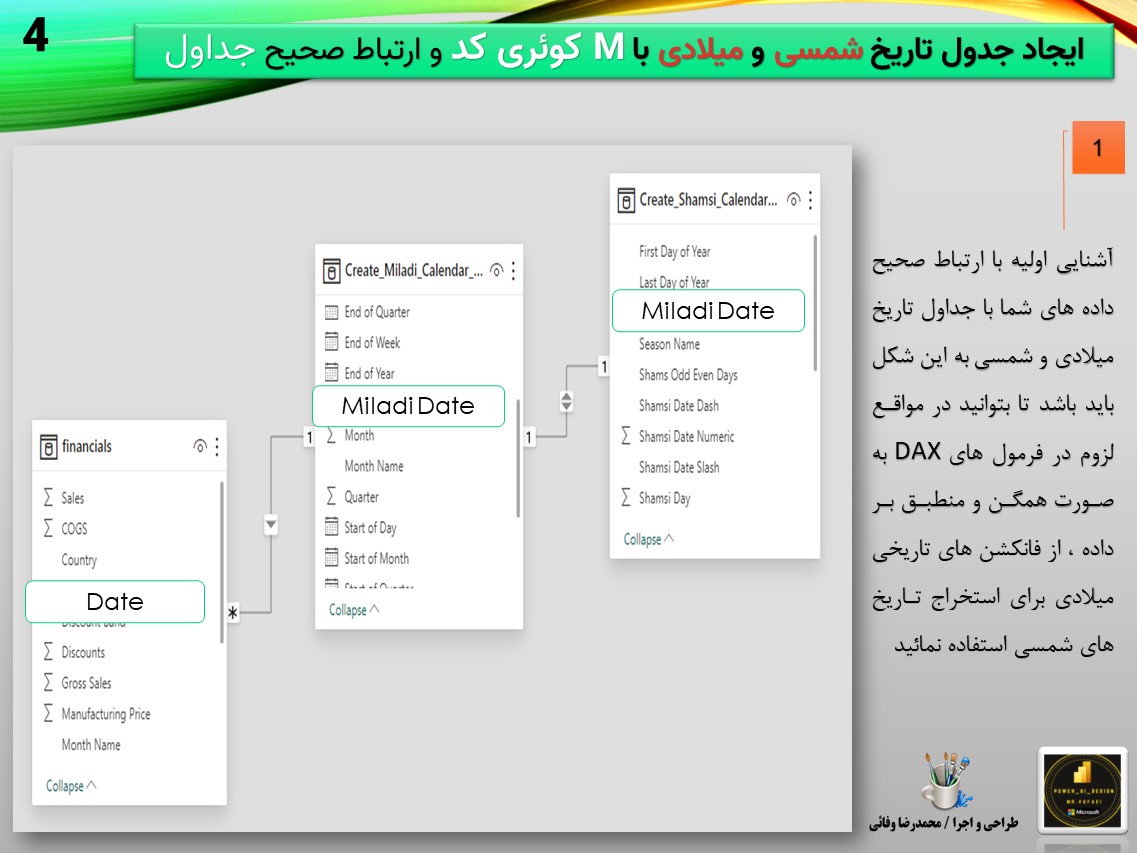 4
ایجاد جدول تاریخ شمسی و میلادی با M کوئری کد و ارتباط صحیح جداول
1
آشنایی اولیه با ارتباط صحیح
داده های شما با جداول تاریخ
میلادی و شمسی به این شکل
باید باشد تا بتوانید در مواقع
لزوم در فرمول های DAX به
صورت همگن و منطبق بر
داده ، از فانکشن های تاریخی
میلادی برای استخراج تاریخ
های شمسی استفاده نمائید
Create_Shamsi_Calendar...
First Day of Year
Last Day of Year
Miladi Date
Season Name
Shams Odd Even Days
Shamsi Date Dash
Shamsi Date Numeric
Shamsi Date Slash
Shamsi Day
Collapse
1
1
Create_Miladi_Calendar_...
End of Quarter
End of Week
End of Year
Miladi Date
Month
Month Name
Quarter
Start of Day
Start of Month
Start of Quarter
Collapse
1
*
financials
Sales
COGS
Country
Date
Discount Band
Discounts
Gross Sales
Manufacturing Price
Month Name
Collapse
طراحی و اجرا / محمدرضا وفائی
POWER_BI_DESIGN
MR.VAFAEI
Microsoft